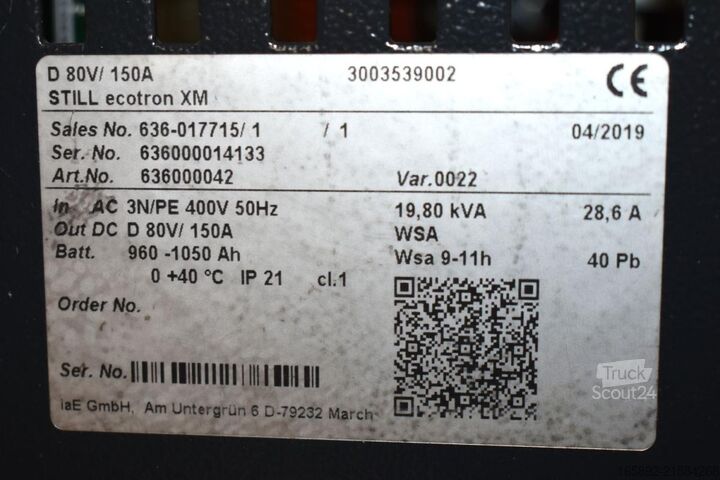 D 80V/ 150A 3003539002 CE
STILL ecotron XM
Sales No. 636-017715/ 1 / 1 04/2019
Ser.No. 636000014133
Art.No. 636000042 Var.0022
In AC 3N/PE 400V 50Hz 19,80 kVA 28,6 A
Out DC D 80V/ 150A WSA
Batt. 960 -1050 Ah Wsa 9-11h 40 Pb
0 +40 °C IP 21 cl.1
Order No.
Ser. No.
iaE GmbH, Am Untergrün 6 D-79232 March
Truck
Scout24